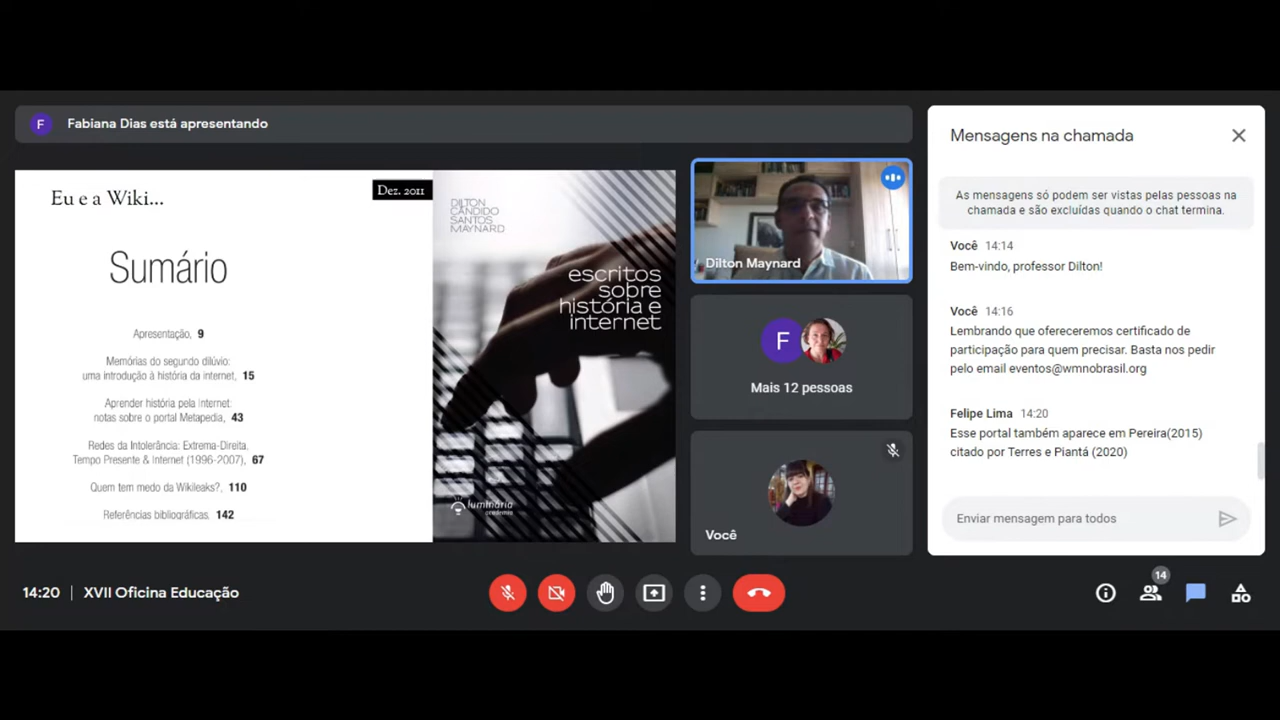 F
Fabiana Dias está apresentando
Eu e a Wiki...
Dez. 2011
Sumário
Apresentação, 9
Memórias do segundo dilúvio:
uma introdução à história da internet, 15
Aprender história pela Internet:
notas sobre o portal Metapedia, 43
Redes da Intolerância: Extrema-Direita,
Tempo Presente & Internet (1996-2007), 67
Quem tem medo da Wikileaks?, 110
Referências bibliográficas, 142
DILTON
CÂNDIDO
SANTOS
MAYNARD
escritos
sobre
história e
internet
luminária
academia
Dilton Maynard
F
Mais 12 pessoas
Você
Mensagens na chamada
As mensagens só podem ser vistas pelas pessoas na
chamada e são excluídas quando o chat termina.
Você 14:14
Bem-vindo, professor Dilton!
Você 14:16
Lembrando que ofereceremos certificado de
participação para quem precisar. Basta nos pedir
pelo email eventos@wmnobrasil.org
Felipe Lima 14:20
Esse portal também aparece em Pereira(2015)
citado por Terres e Piantá (2020)
Enviar mensagem para todos
14:20 | XVII Oficina Educação
14